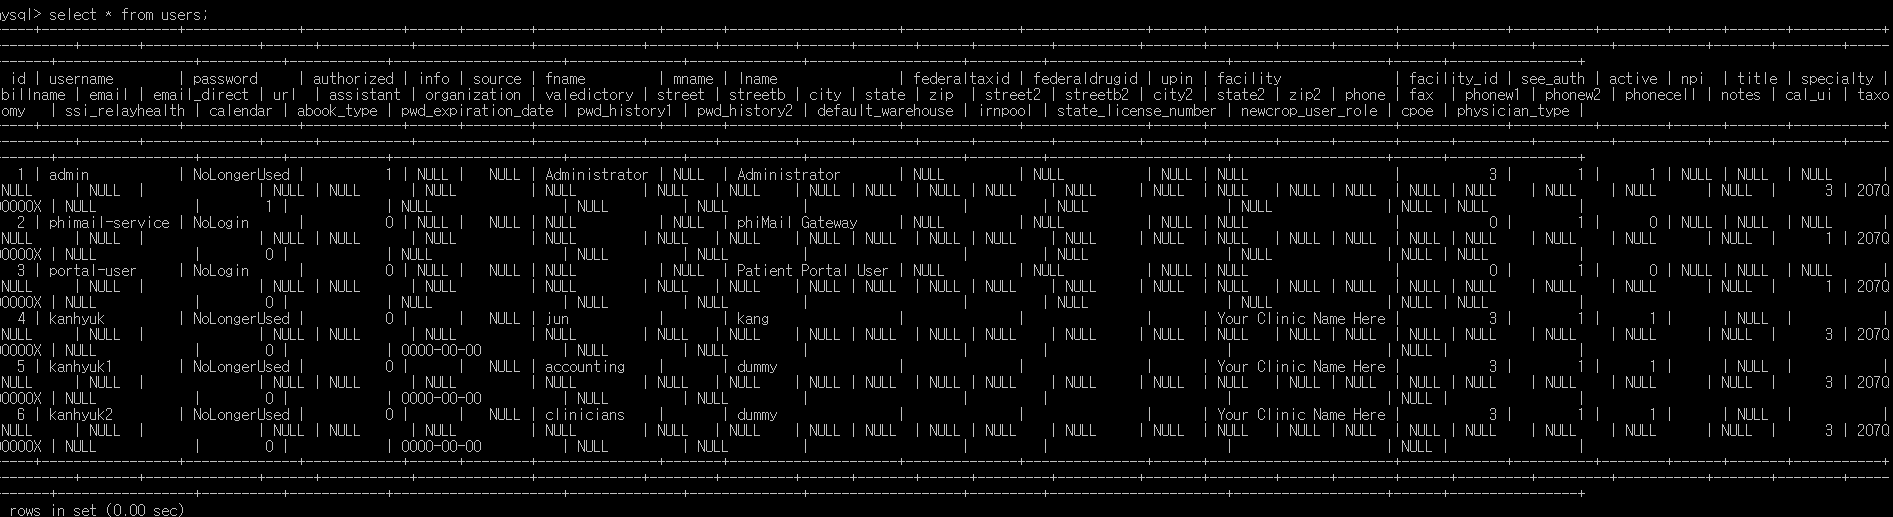 mysql> select * from users;
id | username | password | authorized | info | source | fname | mname | lname | federaltaxid | federaldrugid | upin | facility | facility_id | see_auth | active | npi | title | specialty |
billname | email | email_direct | url | assistant | organization | valedictory | street | streetb | city | state | zip | street2 | streetb2 | city2 | state2 | zip2 | phone | fax | phonew1 | phonew2 | phonecell | notes | cal_ui | taxo
omy | ssi_relayhealth | calendar | abook_type | pwd_expiration_date | pwd_history1 | pwd_history2 | default_warehouse | irnpool | state_license_number | newcrop_user_role | cpoe | physician_type |
1 | admin | NoLongerUsed | 1 | NULL | NULL | Administrator | NULL | Administrator | NULL | NULL | NULL | NULL | 3 | 1 | 1 | NULL | NULL | NULL |
NULL | NULL | | NULL | NULL | NULL | NULL | NULL | NULL | NULL | NULL | NULL | NULL | NULL | NULL | NULL | NULL | NULL | NULL | NULL | NULL | NULL | NULL | 3 | 207Q
00000X | NULL | 1 | | NULL | NULL | NULL | | | NULL | NULL | NULL | NULL |
2 | phimail-service | NoLogin | 0 | NULL | NULL | NULL | NULL | phiMail Gateway | NULL | NULL | NULL | NULL | 0 | 1 | 0 | NULL | NULL | NULL |
NULL | NULL | | NULL | NULL | NULL | NULL | NULL | NULL | NULL | NULL | NULL | NULL | NULL | NULL | NULL | NULL | NULL | NULL | NULL | NULL | NULL | NULL | 1 | 207Q
00000X | NULL | 0 | | NULL | NULL | NULL | | | NULL | NULL | NULL | NULL |
3 | portal-user | NoLogin | 0 | NULL | NULL | NULL | NULL | Patient Portal User | NULL | NULL | NULL | NULL | 0 | 1 | 0 | NULL | NULL | NULL |
NULL | NULL | | NULL | NULL | NULL | NULL | NULL | NULL | NULL | NULL | NULL | NULL | NULL | NULL | NULL | NULL | NULL | NULL | NULL | NULL | NULL | NULL | 1 | 207Q
00000X | NULL | 0 | | NULL | NULL | NULL | | | NULL | NULL | NULL | NULL |
4 | kanhyuk | NoLongerUsed | 0 | | NULL | jun | | kang | | | | Your Clinic Name Here | 3 | 1 | 1 | | NULL | |
NULL | NULL | | NULL | NULL | NULL | NULL | NULL | NULL | NULL | NULL | NULL | NULL | NULL | NULL | NULL | NULL | NULL | NULL | NULL | NULL | NULL | NULL | 3 | 207Q
00000X | NULL | 0 | | 0000-00-00 | NULL | NULL | | | | | NULL | |
5 | kanhyuk1 | NoLongerUsed | 0 | | NULL | accounting | | dummy | | | | Your Clinic Name Here | 3 | 1 | 1 | | NULL | |
NULL | NULL | | NULL | NULL | NULL | NULL | NULL | NULL | NULL | NULL | NULL | NULL | NULL | NULL | NULL | NULL | NULL | NULL | NULL | NULL | NULL | NULL | 3 | 207Q
00000X | NULL | 0 | | 0000-00-00 | NULL | NULL | | | | | NULL | |
6 | kanhyuk2 | NoLongerUsed | 0 | | NULL | clinicians | | dummy | | | | Your Clinic Name Here | 3 | 1 | 1 | | NULL | |
NULL | NULL | | NULL | NULL | NULL | NULL | NULL | NULL | NULL | NULL | NULL | NULL | NULL | NULL | NULL | NULL | NULL | NULL | NULL | NULL | NULL | NULL | 3 | 207Q
00000X | NULL | 0 | | 0000-00-00 | NULL | NULL | | | | | NULL | |
rows in set (0.00 sec)